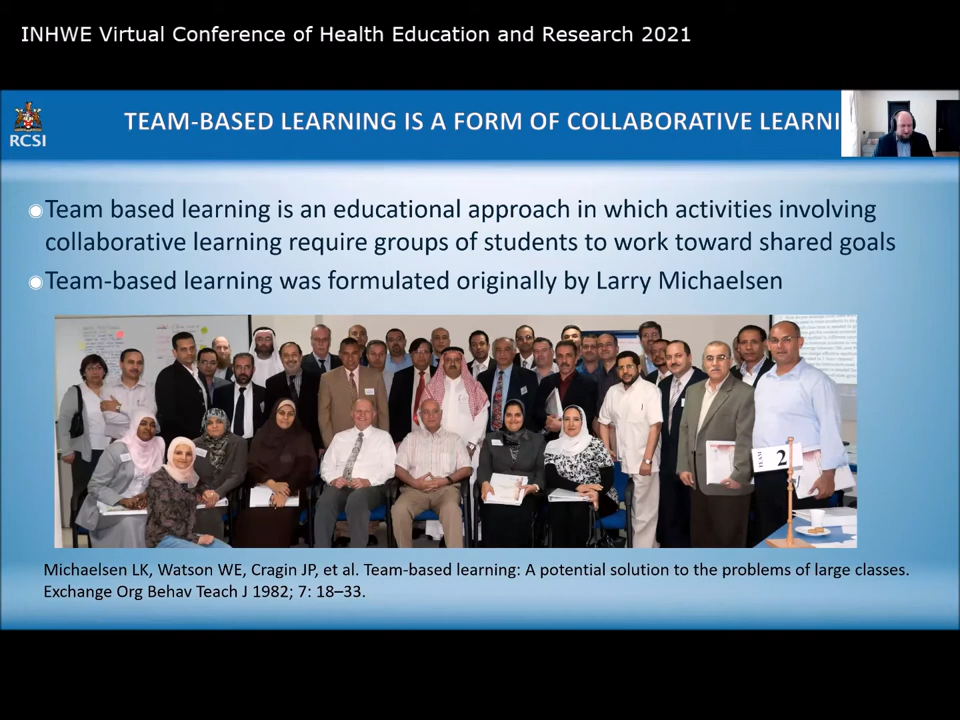 INHWE Virtual Conference of Health Education and Research 2021
RCSI
TEAM-BASED LEARNING IS A FORM OF COLLABORATIVE LEARNI
Team based learning is an educational approach in which activities involving
collaborative learning require groups of students to work toward shared goals
Team-based learning was formulated originally by Larry Michaelsen
TEAM 2
Michaelsen LK, Watson WE, Cragin JP, et al. Team-based learning: A potential solution to the problems of large classes.
Exchange Org Behav Teach J 1982; 7: 18–33.